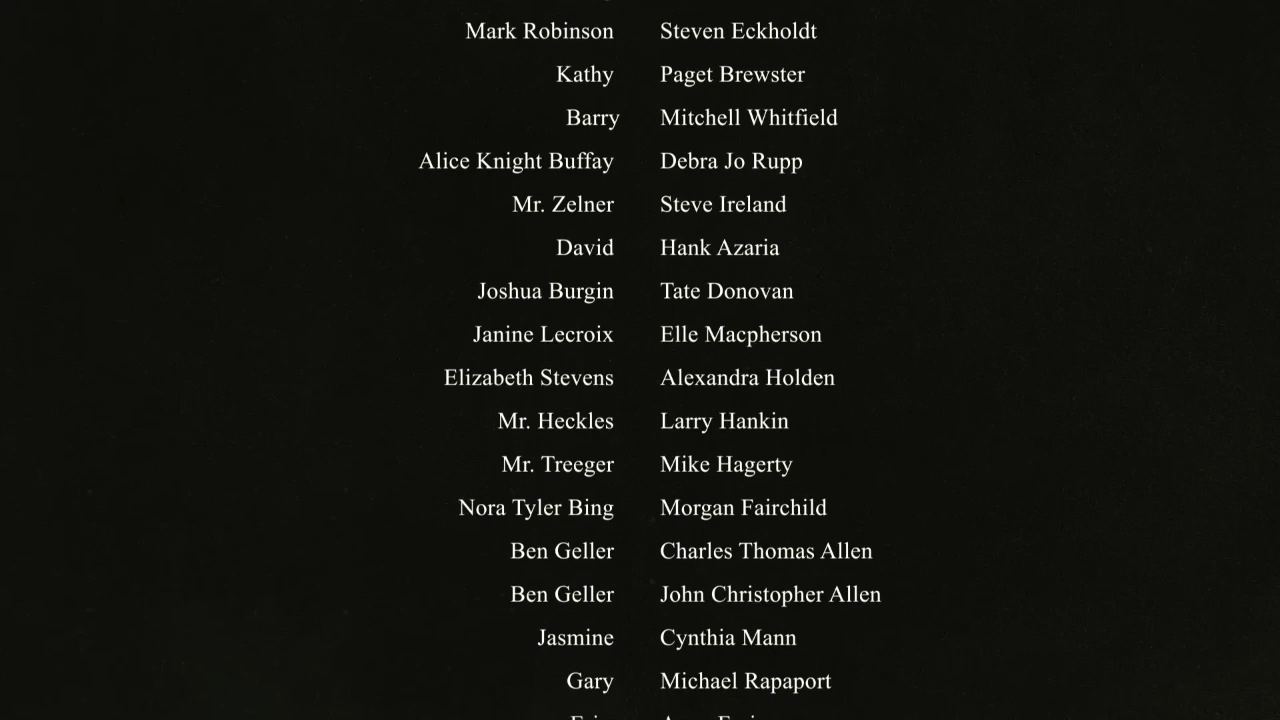 Mark Robinson Steven Eckholdt
Kathy Paget Brewster
Barry Mitchell Whitfield
Alice Knight Buffay Debra Jo Rupp
Mr. Zelner Steve Ireland
David Hank Azaria
Joshua Burgin Tate Donovan
Janine Lecroix Elle Macpherson
Elizabeth Stevens Alexandra Holden
Mr. Heckles Larry Hankin
Mr. Treeger Mike Hagerty
Nora Tyler Bing Morgan Fairchild
Ben Geller Charles Thomas Allen
Ben Geller John Christopher Allen
Jasmine Cynthia Mann
Gary Michael Rapaport